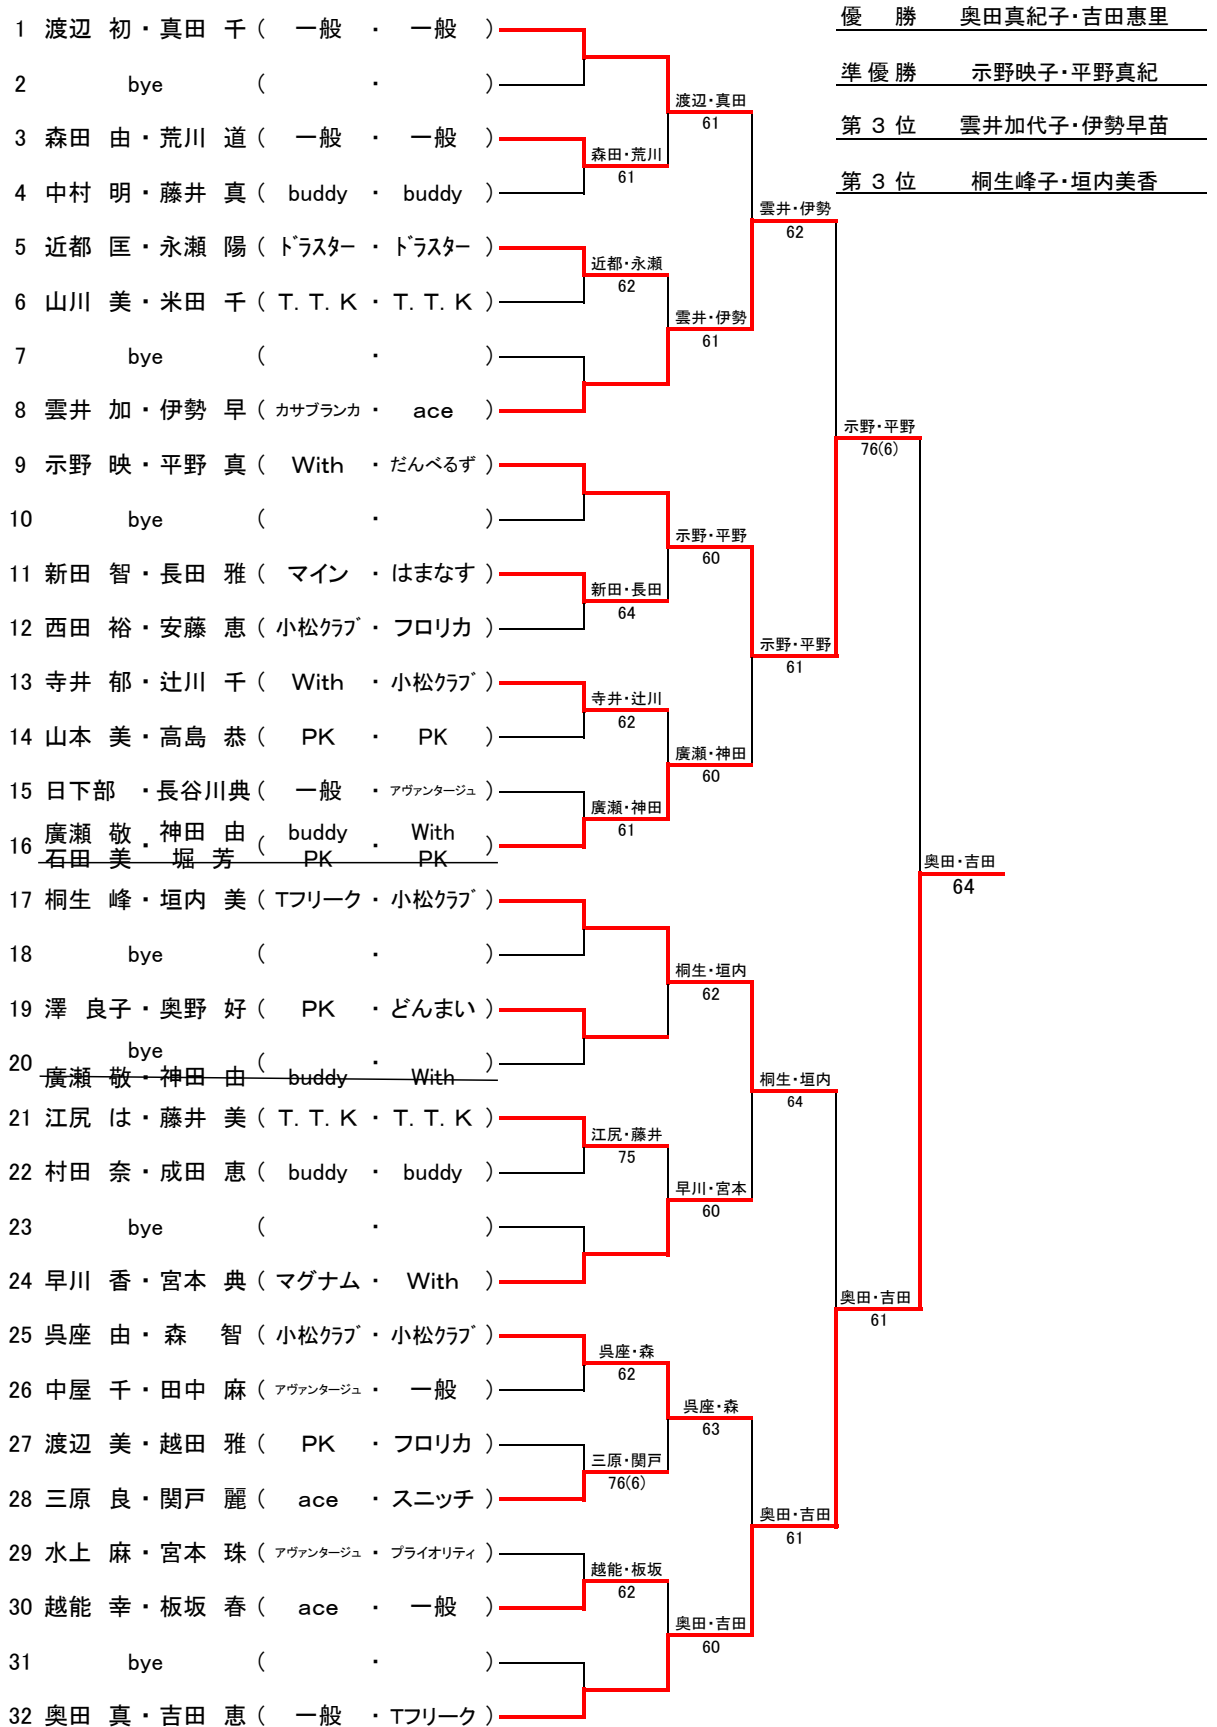 優 勝 奥田真紀子・吉田恵里
準優勝 示野映子・平野真紀
第 3 位 雲井加代子・伊勢早苗
第 3 位 桐生峰子・垣内美香
1 渡辺 初・真田 千 ( 一般 ・ 一般 )
2 bye ( ・ )
渡辺・真田
61
3 森田 由・荒川 道 ( 一般 ・ 一般 )
森田・荒川
61
4 中村 明・藤井 真 ( buddy ・ buddy )
雲井・伊勢
62
5 近都 匡・永瀬 陽 ( ドラスター ・ ドラスター )
近都・永瀬
62
6 山川 美・米田 千 ( T. T. K ・ T. T. K )
雲井・伊勢
61
7 bye ( ・ )
8 雲井 加・伊勢 早 ( カサブランカ ・ ace )
示野・平野
76(6)
9 示野 映・平野 真 ( With ・ だんべるず )
10 bye ( ・ )
示野・平野
60
11 新田 智・長田 雅 ( マイン ・ はまなす )
新田・長田
64
12 西田 裕・安藤 恵 ( 小松クラブ ・ フロリカ )
示野・平野
61
13 寺井 郁・辻川 千 ( With ・ 小松クラブ )
寺井・辻川
62
14 山本 美・高島 恭 ( PK ・ PK )
廣瀬・神田
60
15 日下部 ・長谷川典 ( 一般 ・ アヴァンタージュ )
廣瀬・神田
61
16 廣瀬 敬・神田 由 ( buddy ・ With )
石田 美 堀 芳 PK PK
奥田・吉田
64
17 桐生 峰・垣内 美 ( Tフリーク ・ 小松クラブ )
18 bye ( ・ )
桐生・垣内
62
19 澤 良子・奥野 好 ( PK ・ どんまい )
20 bye ( ・ )
廣瀬 敬・神田 由 buddy With
桐生・垣内
64
21 江尻 は・藤井 美 ( T. T. K ・ T. T. K )
江尻・藤井
75
22 村田 奈・成田 恵 ( buddy ・ buddy )
早川・宮本
60
23 bye ( ・ )
24 早川 香・宮本 典 ( マグナム ・ With )
奥田・吉田
61
25 呉座 由・森 智 ( 小松クラブ ・ 小松クラブ )
呉座・森
62
26 中屋 千・田中 麻 ( アヴァンタージュ ・ 一般 )
呉座・森
63
27 渡辺 美・越田 雅 ( PK ・ フロリカ )
三原・関戸
76(6)
28 三原 良・関戸 麗 ( ace ・ スニッチ )
奥田・吉田
61
29 水上 麻・宮本 珠 ( アヴァンタージュ ・ プライオリティ )
越能・板坂
62
30 越能 幸・板坂 春 ( ace ・ 一般 )
奥田・吉田
60
31 bye ( ・ )
32 奥田 真・吉田 恵 ( 一般 ・ Tフリーク )